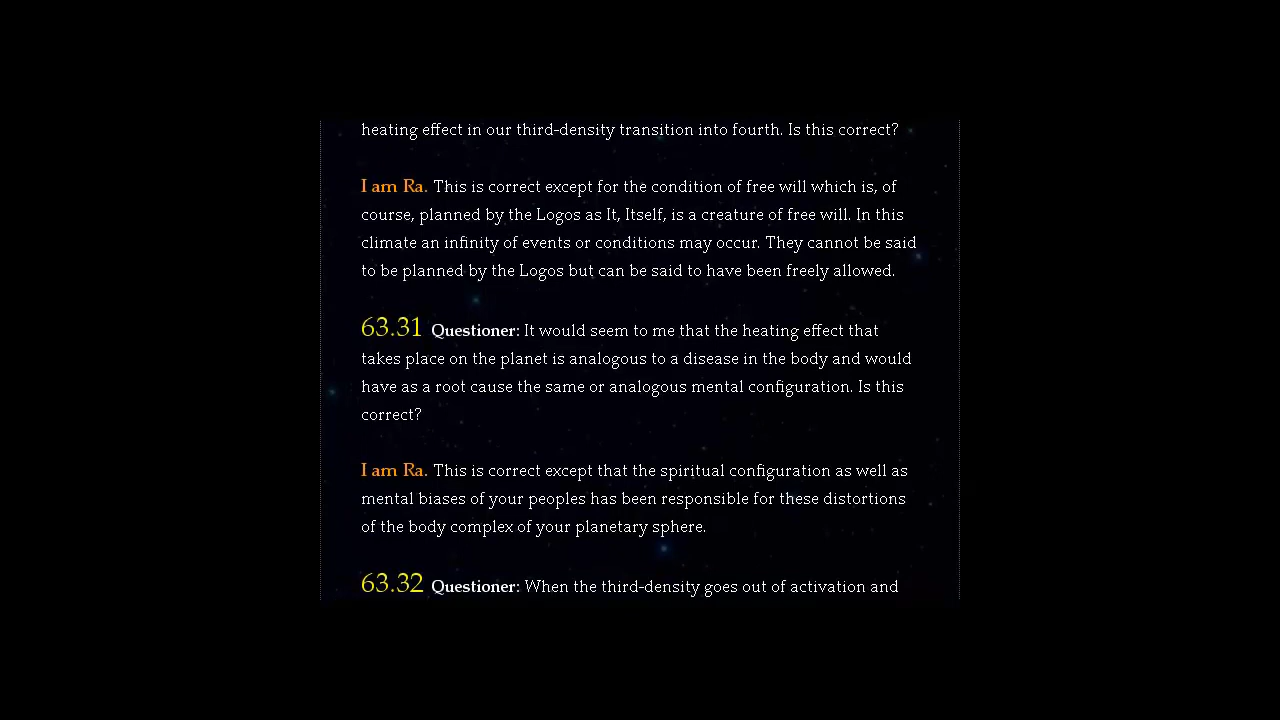 heating effect in our third-density transition into fourth. Is this correct?
I am Ra. This is correct except for the condition of free will which is, of
course, planned by the Logos as It, Itself, is a creature of free will. In this
climate an infinity of events or conditions may occur. They cannot be said
to be planned by the Logos but can be said to have been freely allowed.
63.31 Questioner: It would seem to me that the heating effect that
takes place on the planet is analogous to a disease in the body and would
have as a root cause the same or analogous mental configuration. Is this
correct?
I am Ra. This is correct except that the spiritual configuration as well as
mental biases of your peoples has been responsible for these distortions
of the body complex of your planetary sphere.
63.32 Questioner: When the third-density goes out of activation and